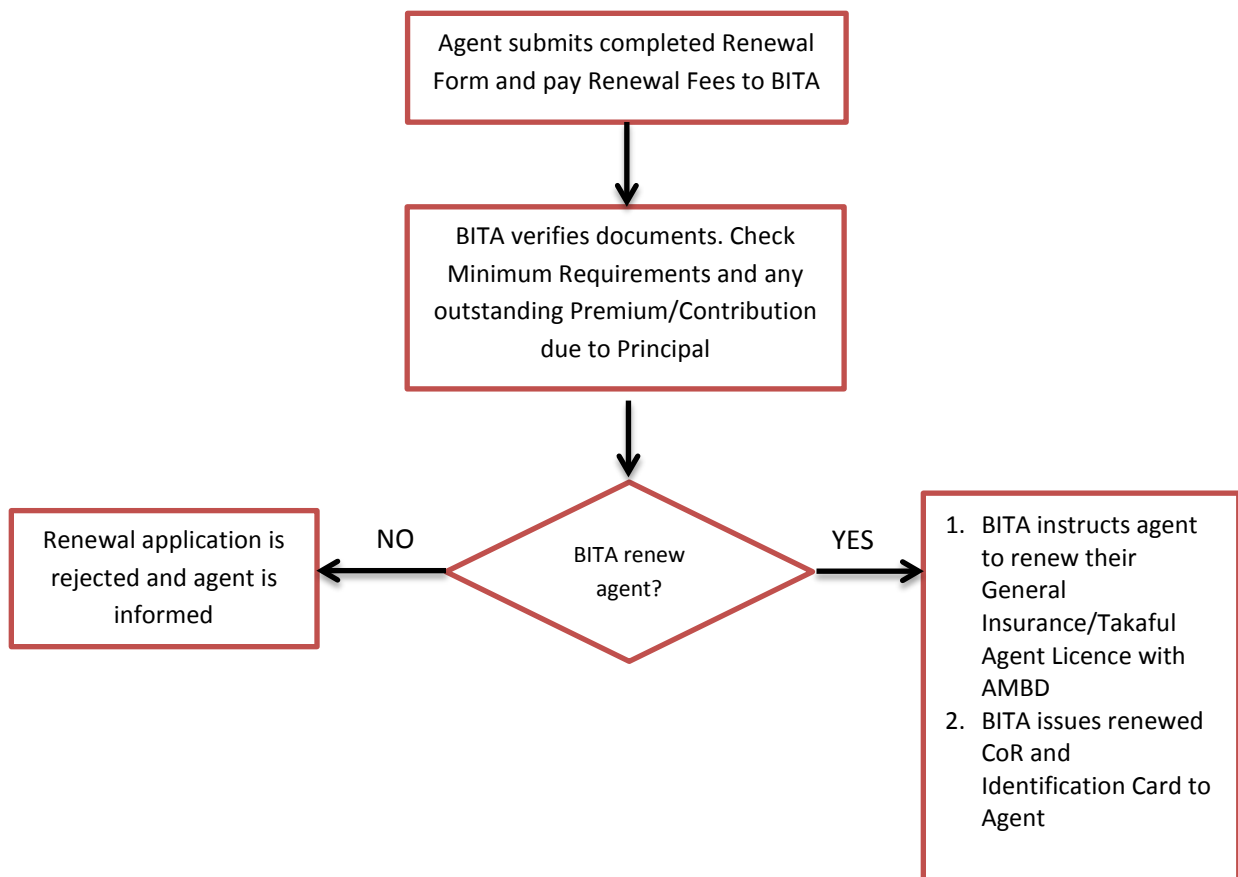 Agent submits completed Renewal
Form and pay Renewal Fees to BITA
BITA verifies documents. Check
Minimum Requirements and any
outstanding Premium/Contribution
due to Principal
NO
BITA renew
agent?
YES
Renewal application is
rejected and agent is
informed
1. BITA instructs agent
to renew their
General
Insurance/Takaful
Agent Licence with
AMBD
2. BITA issues renewed
CoR and
Identification Card to
Agent